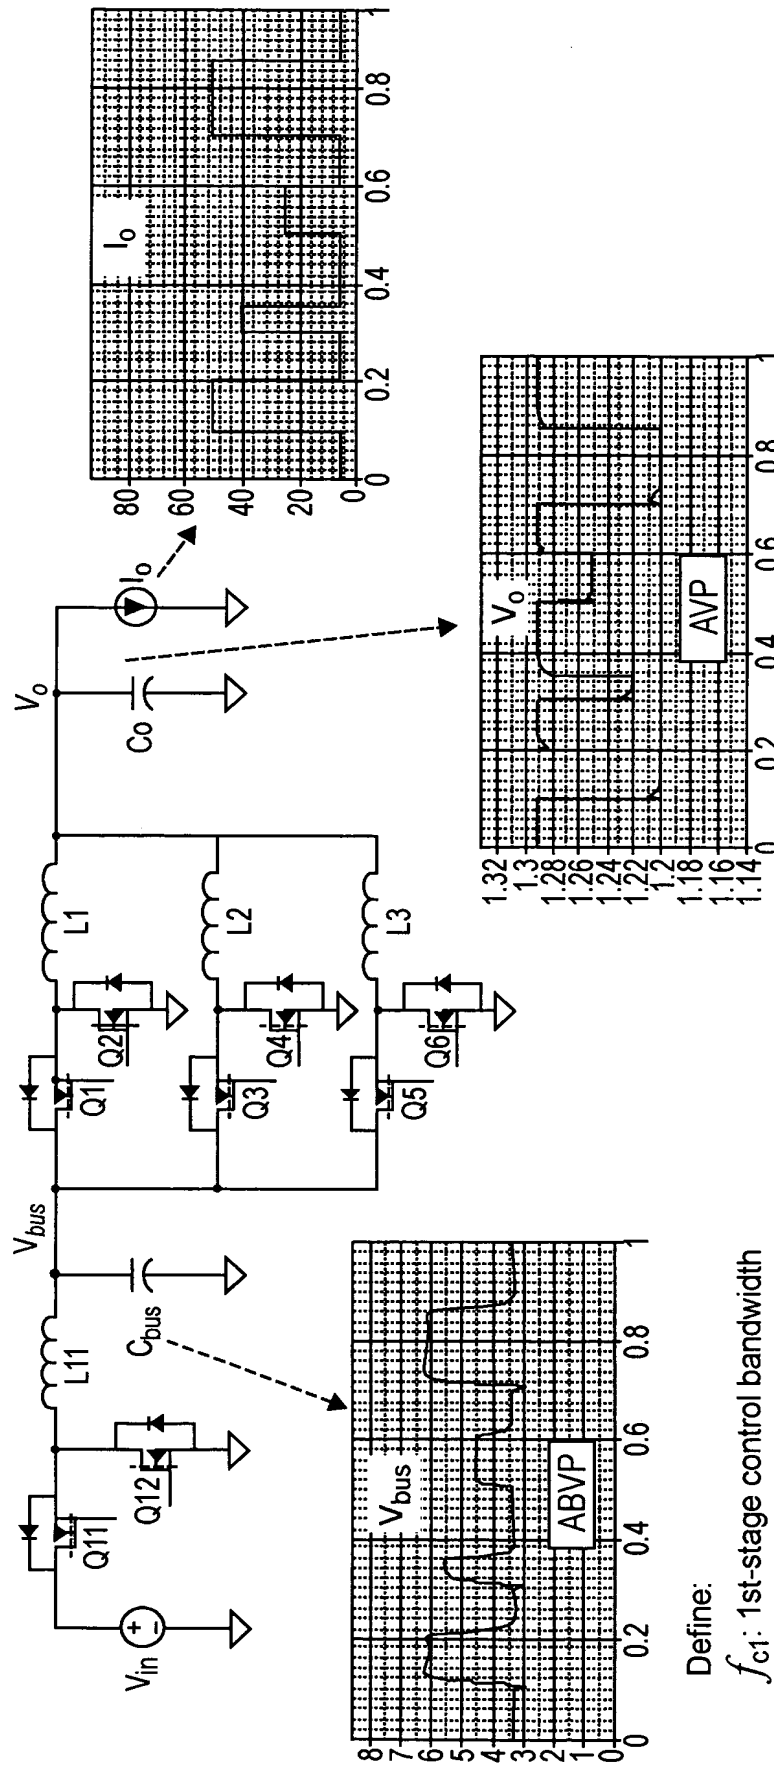 V_in
Q11
Q12
L11
C_bus
V_bus
Q1
Q2
L1
Q3
Q4
L2
Q5
Q6
L3
V_o
Co
I_o
I_o
80
60
40
20
0
0
0.2
0.4
0.6
0.8
1
V_bus
ABVP
8
7
6
5
4
3
2
1
0
0
0.2
0.4
0.6
0.8
1
V_o
AVP
1.32
1.3
1.28
1.26
1.24
1.22
1.2
1.18
1.16
1.14
0
0.2
0.4
0.6
0.8
1
Define:
f_c1: 1st-stage control bandwidth